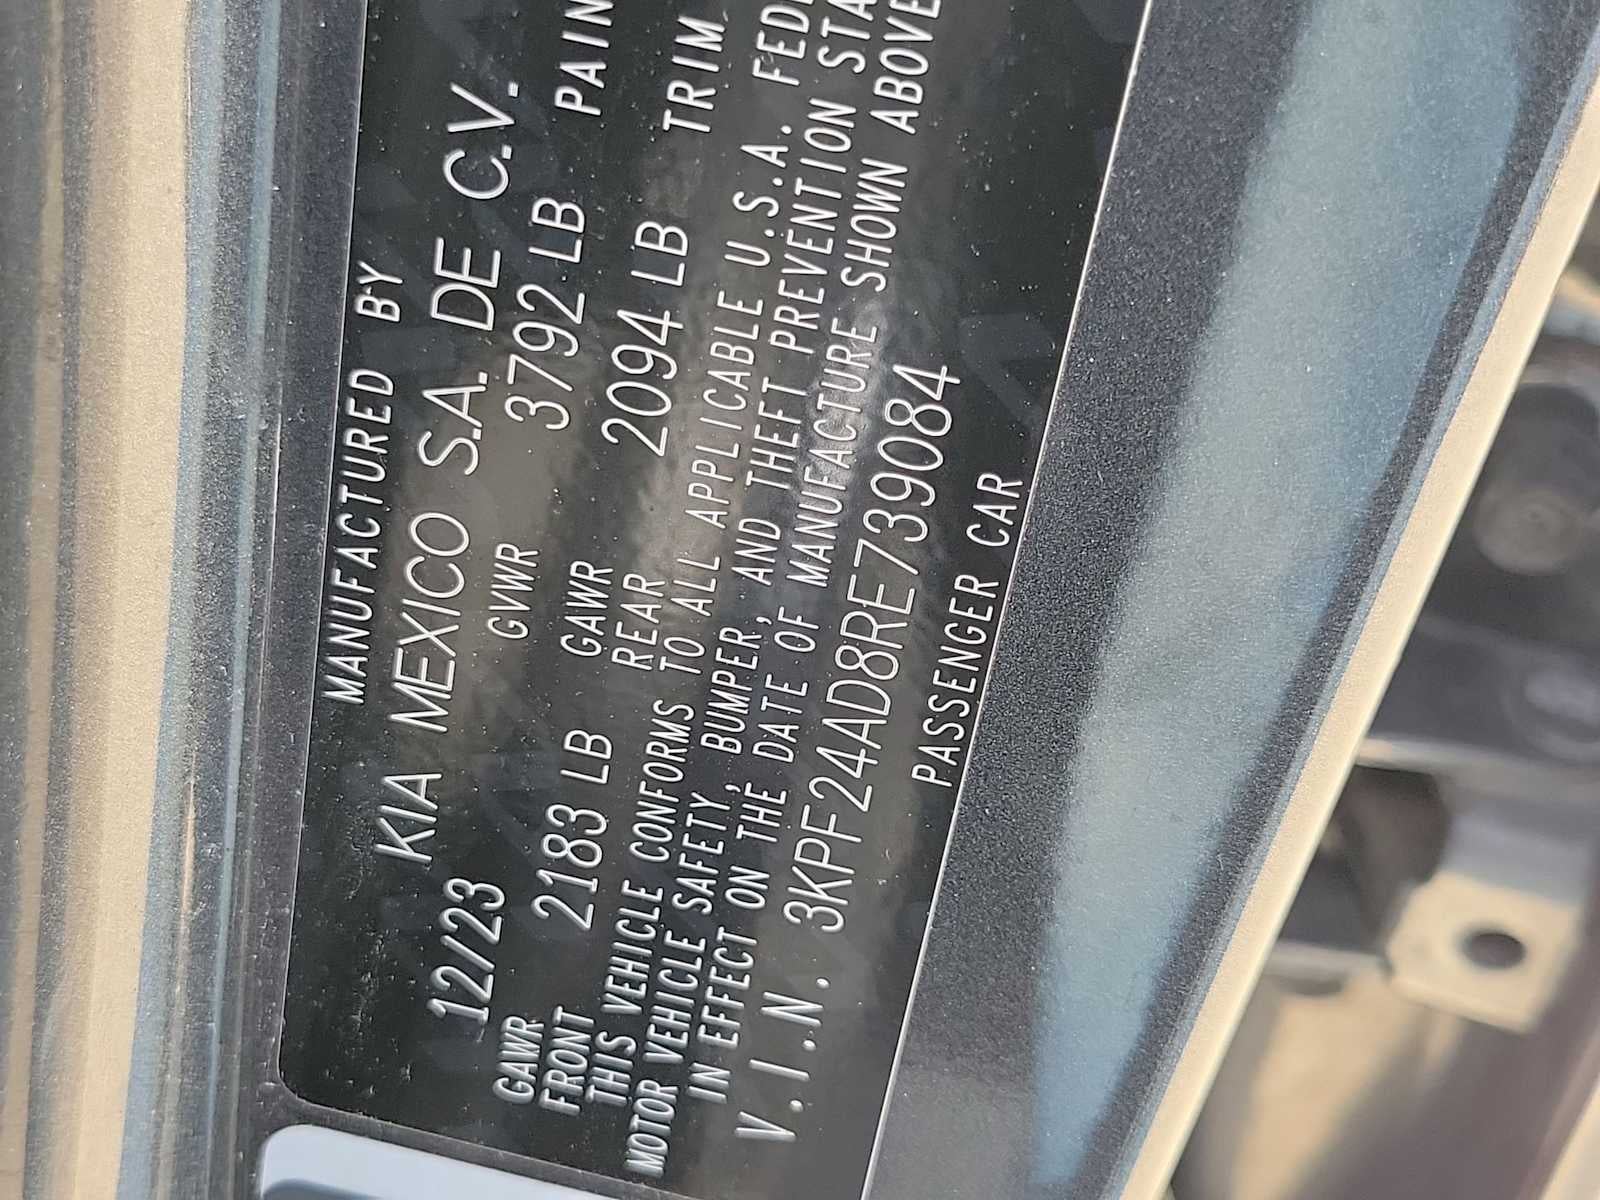 MANUFACTURED BY
12/23 KIA MEXICO S.A. DE C.V.
GVWR 3792 LB
GAWR FRONT 2183 LB GAWR REAR 2094 LB TRIM
THIS VEHICLE CONFORMS TO ALL APPLICABLE U.S.A.
MOTOR VEHICLE SAFETY, BUMPER, AND THEFT PREVENTION
IN EFFECT ON THE DATE OF MANUFACTURE SHOWN ABOVE
V.I.N. 3KPF24AD8RE739084
PASSENGER CAR